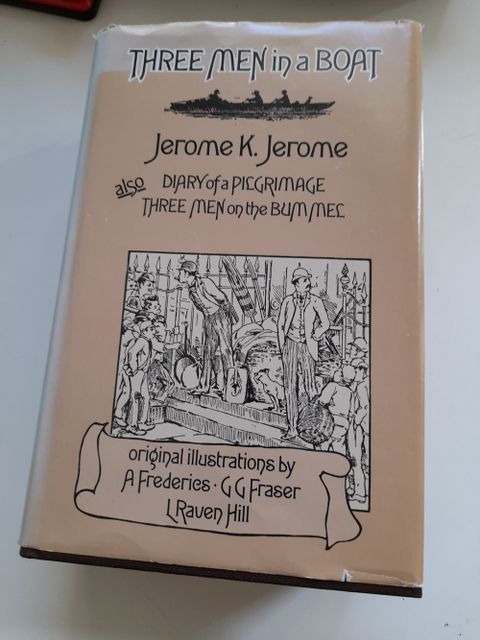 THREE MEN in a BOAT
Jerome K. Jerome
also DIARY of a PILGRIMAGE
THREE MEN on the BUMMEL
original illustrations by
A Frederics · G G Fraser
L Raven Hill